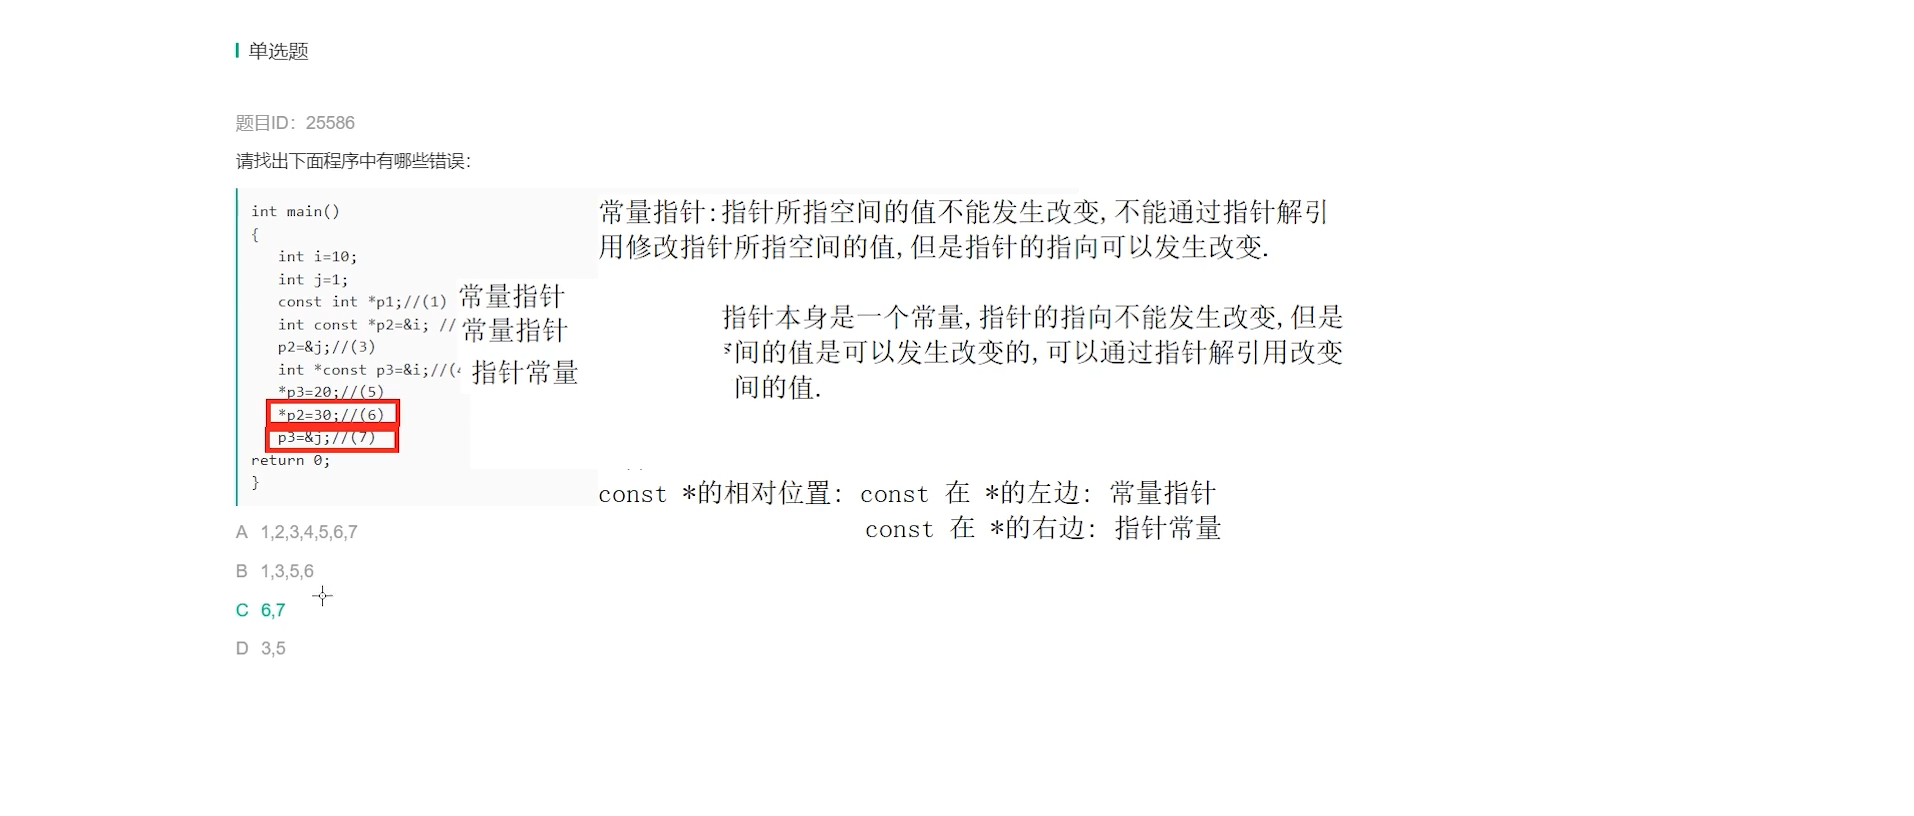 单选题
题目ID：25586
请找出下面程序中有哪些错误：
int main()
{
int i=10;
int j=1;
const int *p1;//(1) 常量指针
int const *p2=&i; // 常量指针
p2=&j;//(3)
int *const p3=&i;//( 指针常量
*p3=20;//(5)
*p2=30;//(6)
p3=&j;//(7)
return 0;
}
常量指针:指针所指空间的值不能发生改变,不能通过指针解引
用修改指针所指空间的值,但是指针的指向可以发生改变.
指针本身是一个常量,指针的指向不能发生改变,但是
间的值是可以发生改变的,可以通过指针解引用改变
间的值.
const *的相对位置: const 在 *的左边: 常量指针
const 在 *的右边: 指针常量
A 1,2,3,4,5,6,7
B 1,3,5,6
C 6,7
D 3,5